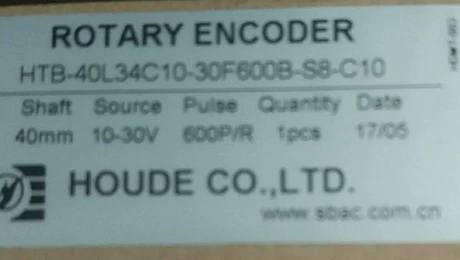 ROTARY ENCODER
HTB-40L34C10-30F600B-S8-C10
Shaft Source Pulse Quantity Date
40mm 10-30V 600P/R 1pcs 17/05
HOUDE CO.,LTD.
www.sbac.com.cn